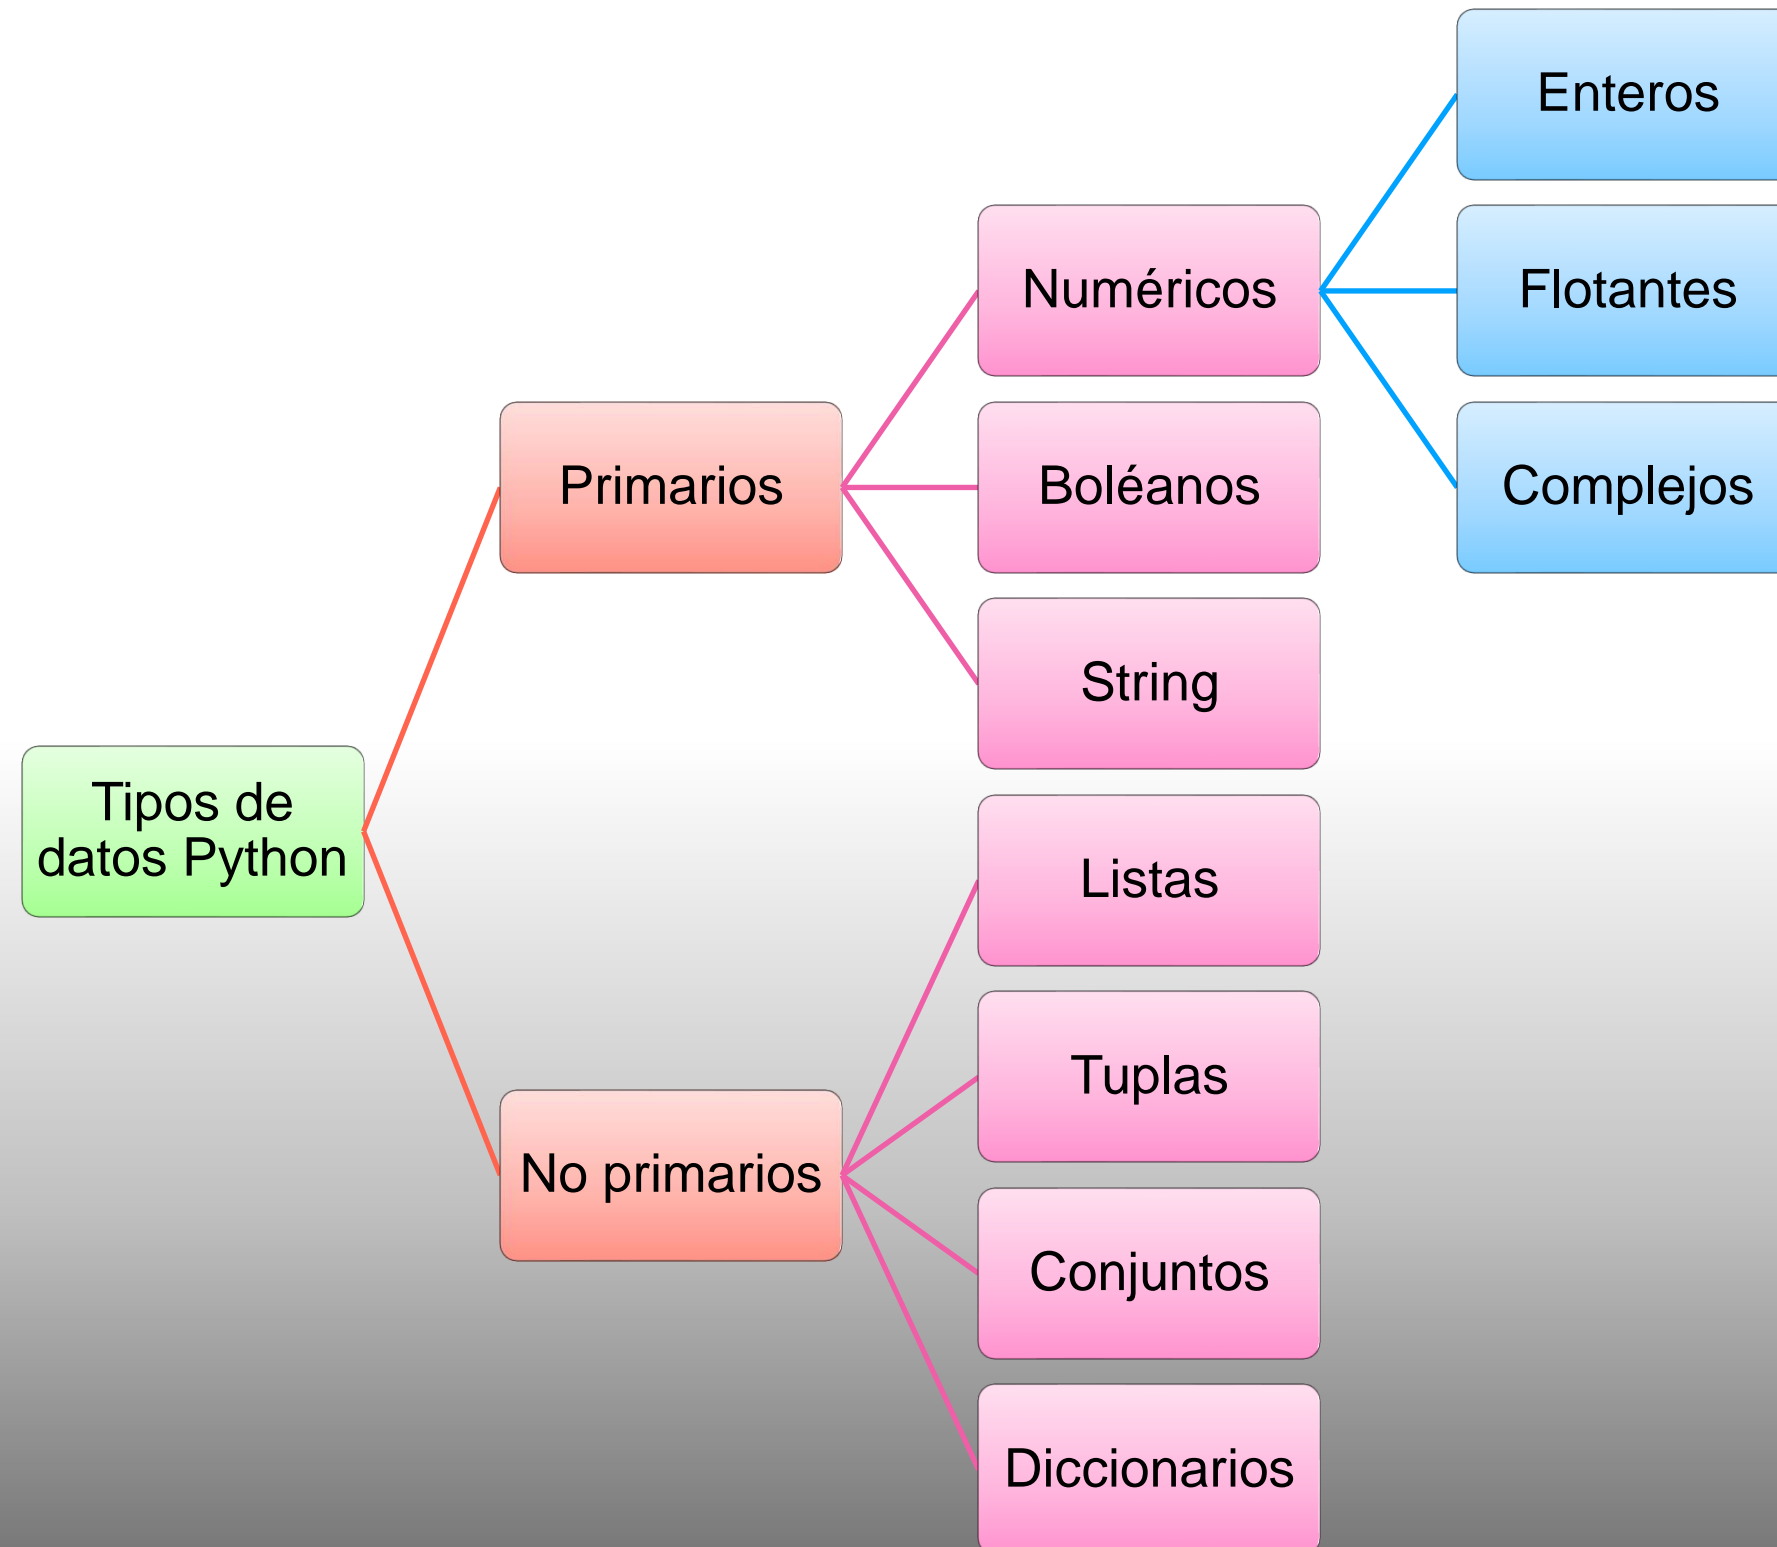 Tipos de
datos Python
Primarios
Numéricos
Enteros
Flotantes
Complejos
Boléanos
String
No primarios
Listas
Tuplas
Conjuntos
Diccionarios